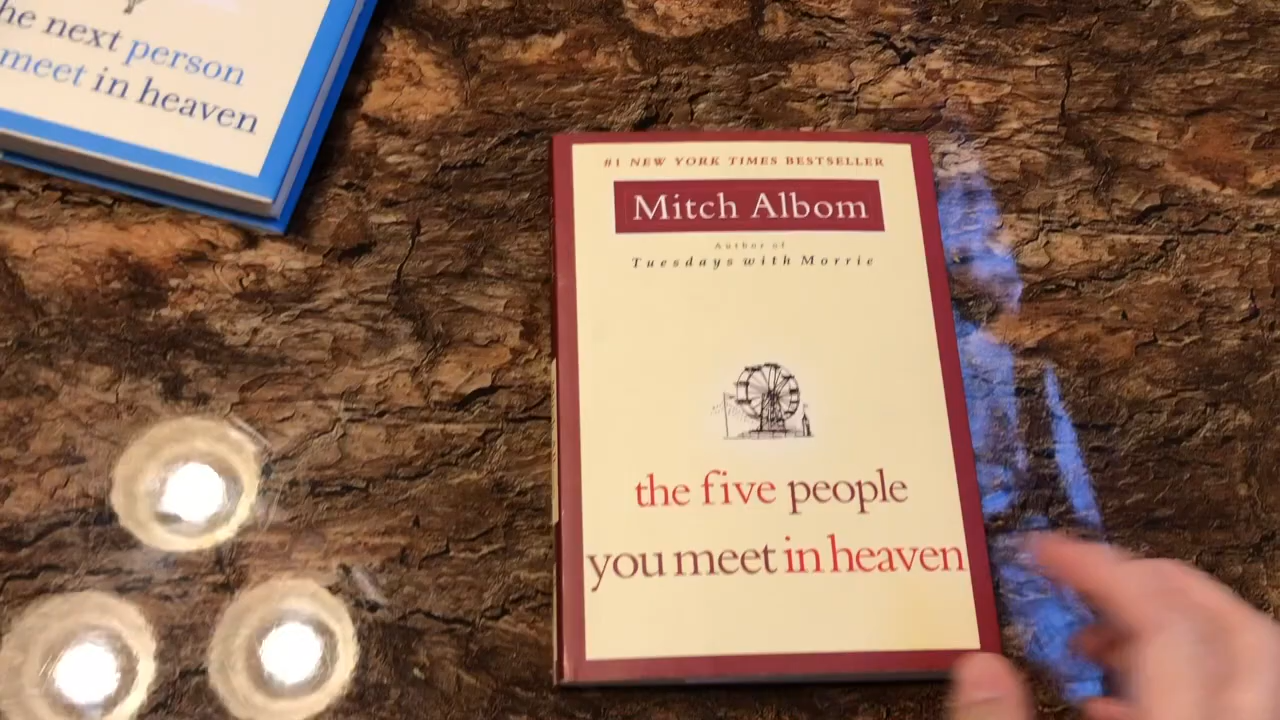 he next person
meet in heaven
#1 NEW YORK TIMES BESTSELLER
Mitch Albom
Author of
Tuesdays with Morrie
the five people
you meet in heaven